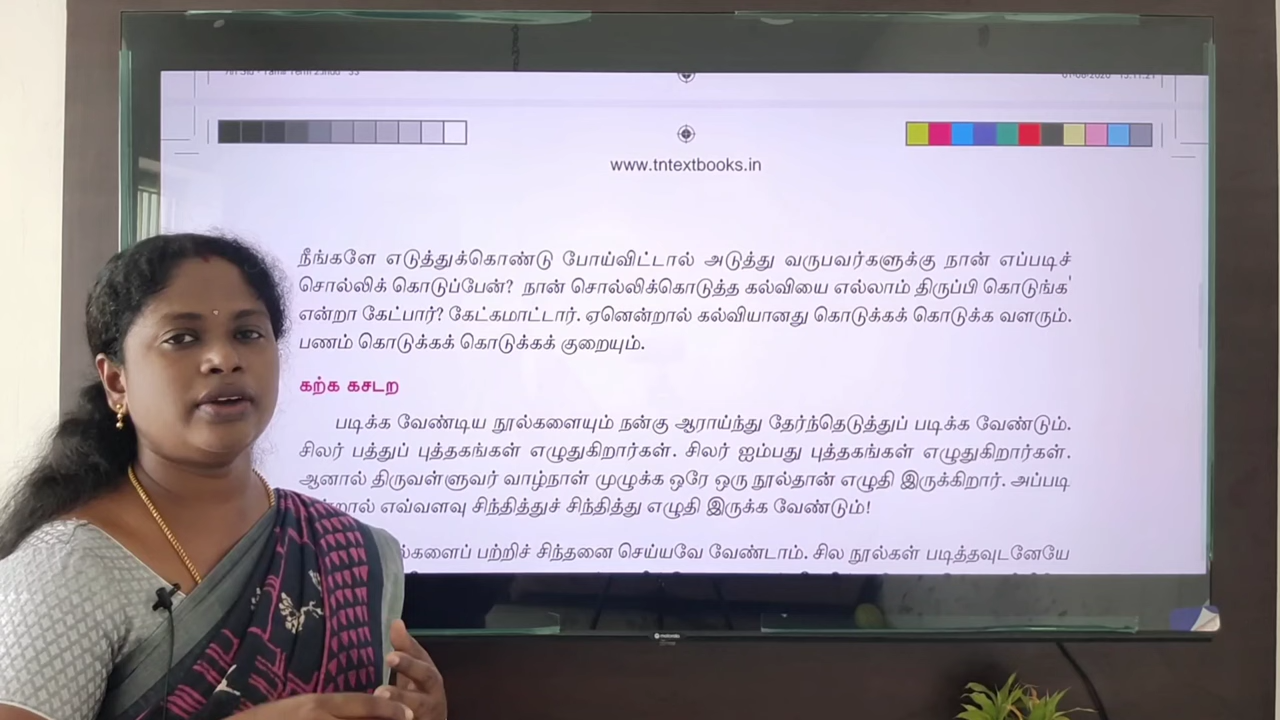 www.tntextbooks.in
நீங்களே எடுத்துக்கொண்டு போய்விட்டால் அடுத்து வருபவர்களுக்கு நான் எப்படிச்
சொல்லிக் கொடுப்பேன்? நான் சொல்லிக்கொடுத்த கல்வியை எல்லாம் திருப்பி கொடுங்க'
என்றா கேட்பார்? கேட்கமாட்டார். ஏனென்றால் கல்வியானது கொடுக்கக் கொடுக்க வளரும்.
பணம் கொடுக்கக் கொடுக்கக் குறையும்.
கற்க கசடற
படிக்க வேண்டிய நூல்களையும் நன்கு ஆராய்ந்து தேர்ந்தெடுத்துப் படிக்க வேண்டும்.
சிலர் பத்துப் புத்தகங்கள் எழுதுகிறார்கள். சிலர் ஐம்பது புத்தகங்கள் எழுதுகிறார்கள்.
ஆனால் திருவள்ளுவர் வாழ்நாள் முழுக்க ஒரே ஒரு நூல்தான் எழுதி இருக்கிறார். அப்படி
எவ்வளவு சிந்தித்துச் சிந்தித்து எழுதி இருக்க வேண்டும்!
பற்றிச் சிந்தனை செய்யவே வேண்டாம். சில நூல்கள் படித்தவுடனேயே
motorola